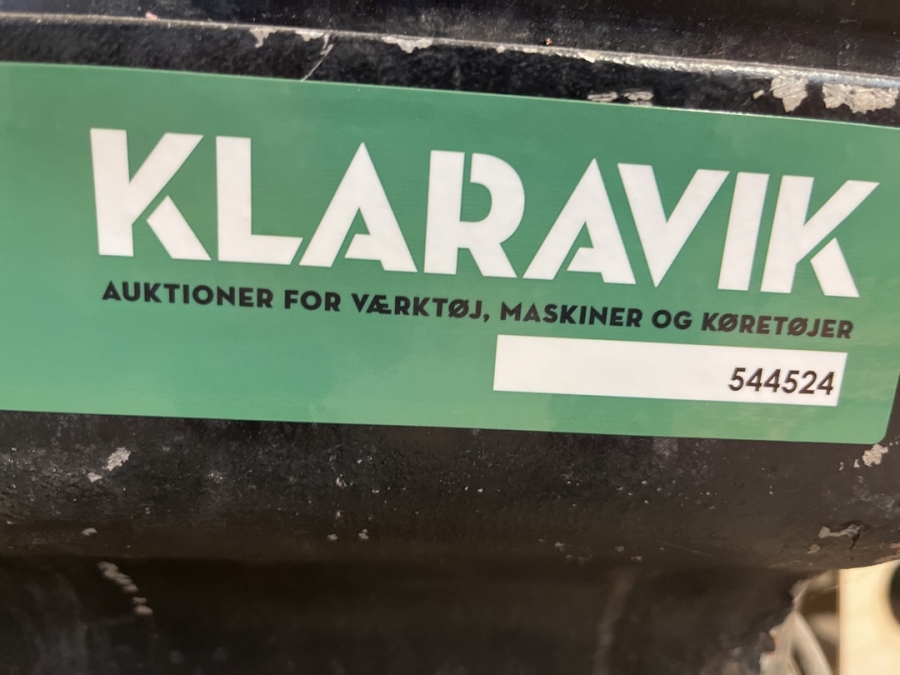 KLARAVIK
AUKTIONER FOR VÆRKTØJ, MASKINER OG KØRETØJER
544524